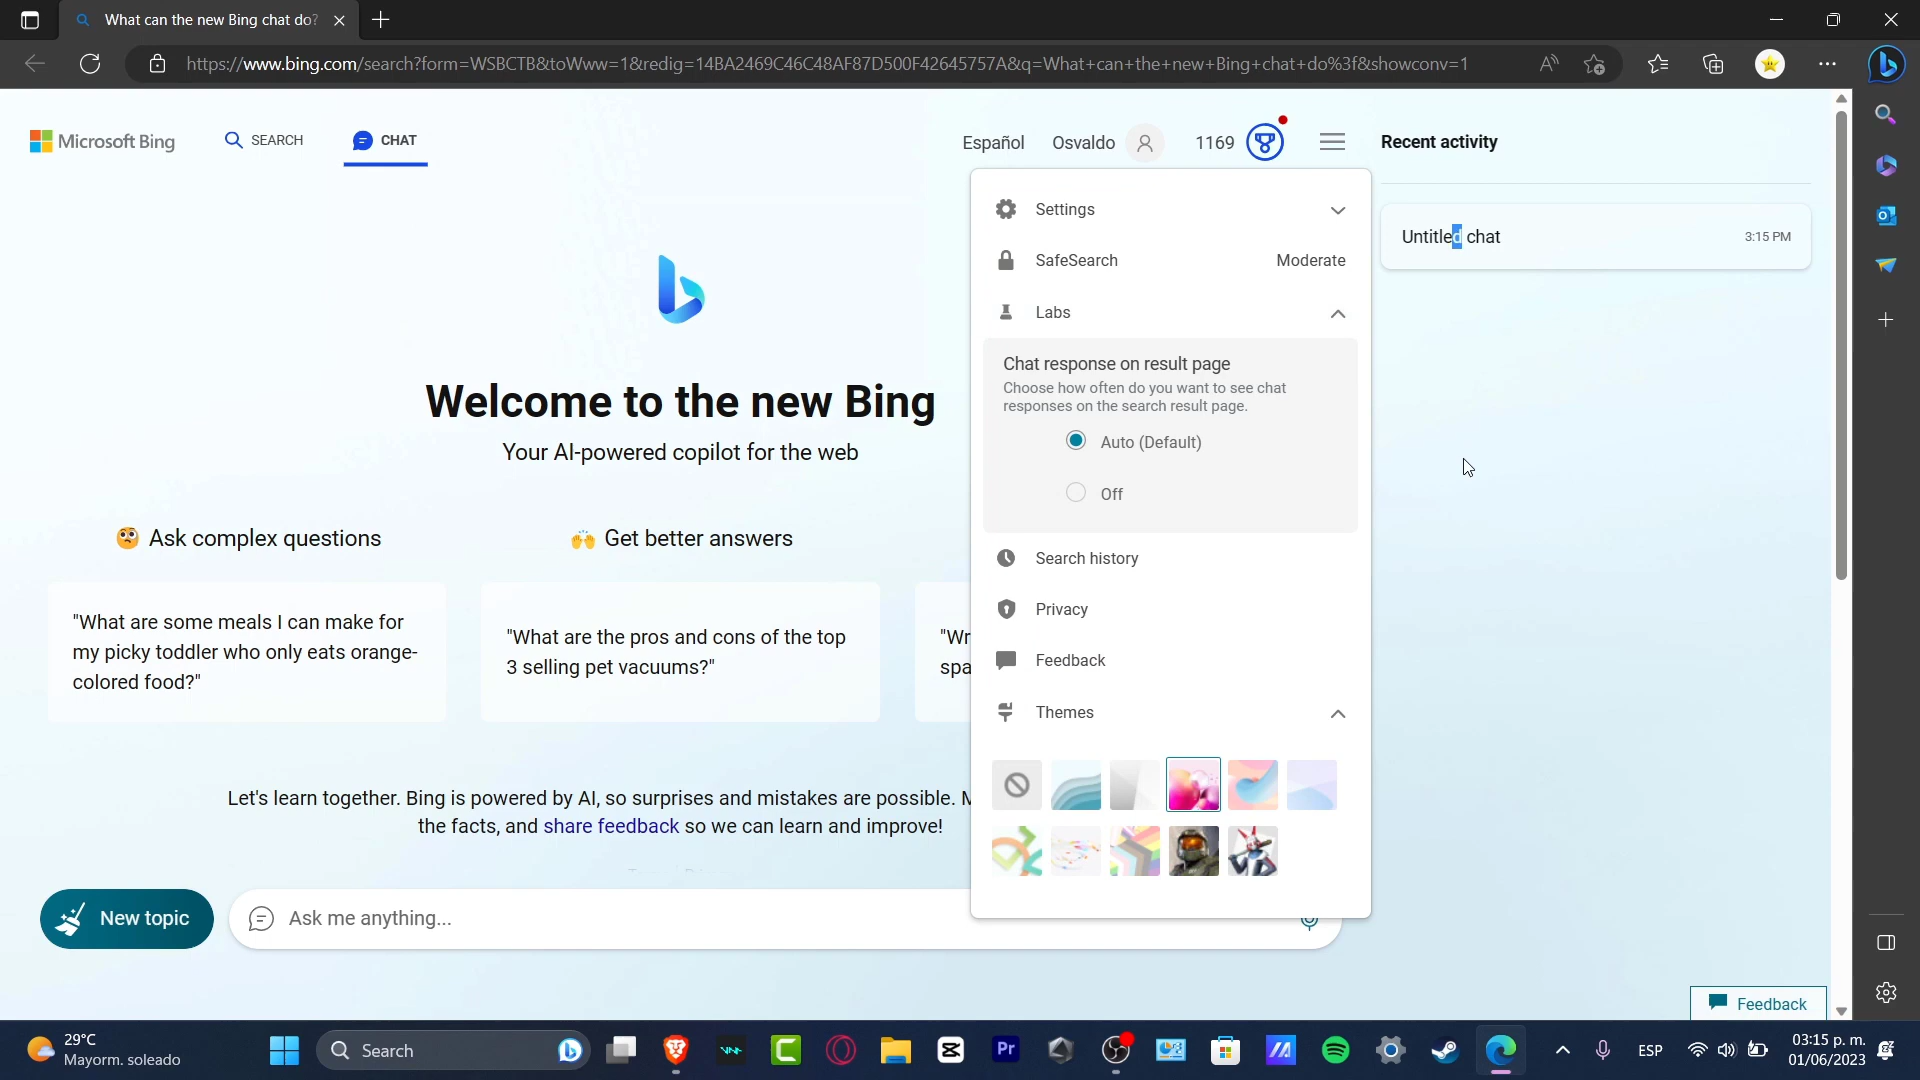 What can the new Bing chat do?
https://www.bing.com/search?form=WSBCTB&toWww=1&redig=14BA2469C46C48AF87D500F42645757A&q=What+can+the+new+Bing+chat+do%3f&showconv=1
Microsoft Bing
SEARCH
CHAT
Español
Osvaldo
1169
Recent activity
Untitled chat
3:15 PM
Settings
SafeSearch
Moderate
Labs
Chat response on result page
Choose how often do you want to see chat
responses on the search result page.
Auto (Default)
Off
Search history
Privacy
Feedback
Themes
Welcome to the new Bing
Your AI-powered copilot for the web
Ask complex questions
Get better answers
"What are some meals I can make for
my picky toddler who only eats orange-
colored food?"
"What are the pros and cons of the top
3 selling pet vacuums?"
"Wr
spa
Let's learn together. Bing is powered by AI, so surprises and mistakes are possible. M
the facts, and share feedback so we can learn and improve!
New topic
Ask me anything...
Feedback
29°C
Mayorm. soleado
Search
Pr
ESP
03:15 p. m.
01/06/2023